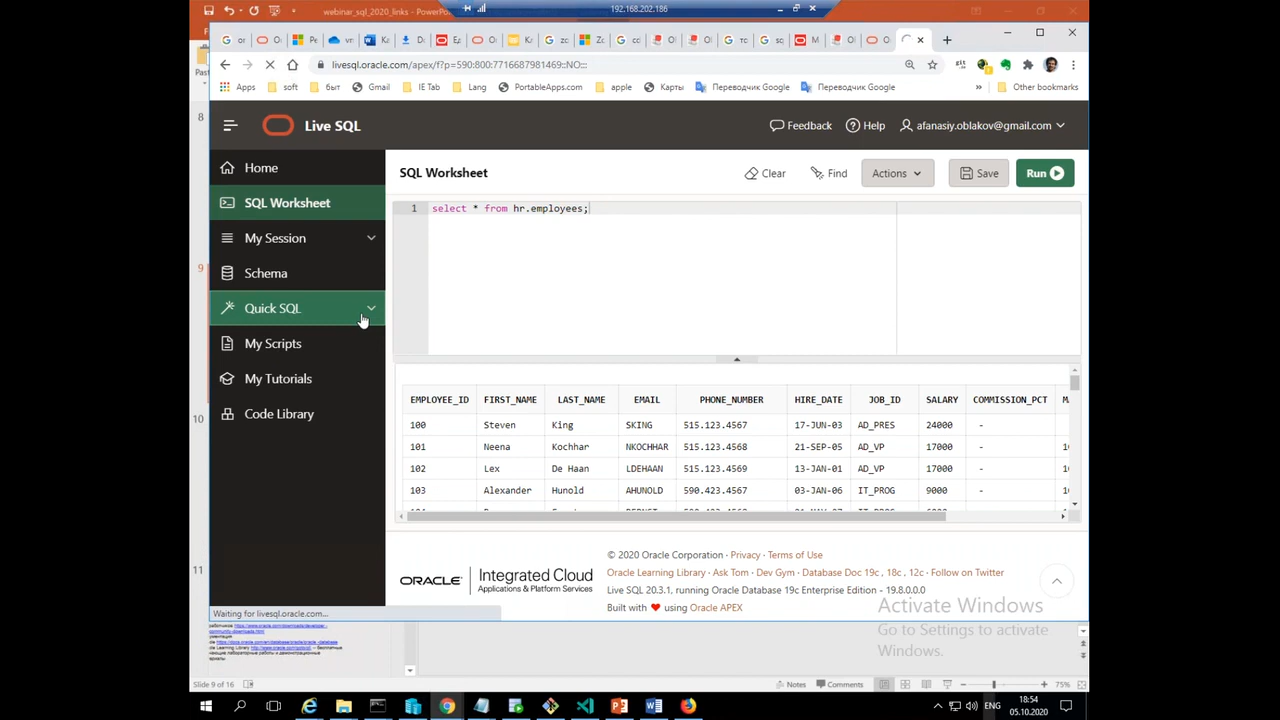 webinar_sql_2020_links - PowerPo
192.168.202.186
livesql.oracle.com/apex/f?p=590:800:7716687981469::NO:::
Apps soft быт Gmail IE Tab Lang PortableApps.com apple Карты Переводчик Google Переводчик Google » Other bookmarks
Live SQL
Feedback Help afanasiy.oblakov@gmail.com
Home
SQL Worksheet
My Session
Schema
Quick SQL
My Scripts
My Tutorials
Code Library
SQL Worksheet
Clear Find Actions Save Run
1 select * from hr.employees;
EMPLOYEE_ID FIRST_NAME LAST_NAME EMAIL PHONE_NUMBER HIRE_DATE JOB_ID SALARY COMMISSION_PCT
100 Steven King SKING 515.123.4567 17-JUN-03 AD_PRES 24000 -
101 Neena Kochhar NKOCHHAR 515.123.4568 21-SEP-05 AD_VP 17000 -
102 Lex De Haan LDEHAAN 515.123.4569 13-JAN-01 AD_VP 17000 -
103 Alexander Hunold AHUNOLD 590.423.4567 03-JAN-06 IT_PROG 9000 -
ORACLE Integrated Cloud
Applications & Platform Services
© 2020 Oracle Corporation · Privacy · Terms of Use
Oracle Learning Library · Ask Tom · Dev Gym · Database Doc 19c , 18c , 12c · Follow on Twitter
Live SQL 20.3.1, running Oracle Database 19c Enterprise Edition - 19.8.0.0.0
Built with ❤ using Oracle APEX
Waiting for livesql.oracle.com...
Activate Windows
Go to Settings to activate
Windows.
Past
8
9
10
11
Slide 9 of 16
Notes Comments 75%
ENG
18:54
05.10.2020